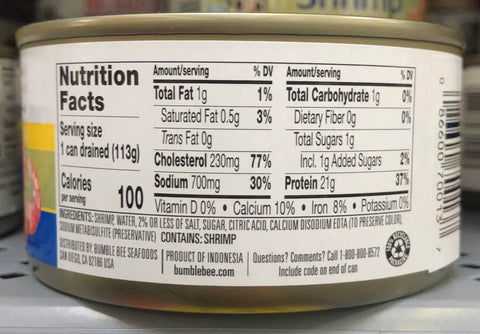 Shrimp
Nutrition
Facts
Serving size
1 can drained (113g)
Calories
per serving
100
Amount/serving % DV
Total Fat 1g 1%
Saturated Fat 0.5g 3%
Trans Fat 0g
Cholesterol 230mg 77%
Sodium 700mg 30%
Amount/serving % DV
Total Carbohydrate 1g 0%
Dietary Fiber 0g 0%
Total Sugars 1g
Incl. 1g Added Sugars 2%
Protein 21g 37%
Vitamin D 0% • Calcium 10% • Iron 8% • Potassium 0%
INGREDIENTS: SHRIMP, WATER, 2% OR LESS OF SALT, SUGAR, CITRIC ACID, CALCIUM DISODIUM EDTA (TO PRESERVE COLOR),
SODIUM METABISULFITE (PRESERVATIVE) CONTAINS: SHRIMP
DISTRIBUTED BY: BUMBLE BEE SEAFOODS
SAN DIEGO, CA 92186 USA
PRODUCT OF INDONESIA
bumblebee.com
Questions? Comments? Call 1-800-800-8572
Include code on end of can
0 86600 70013 7